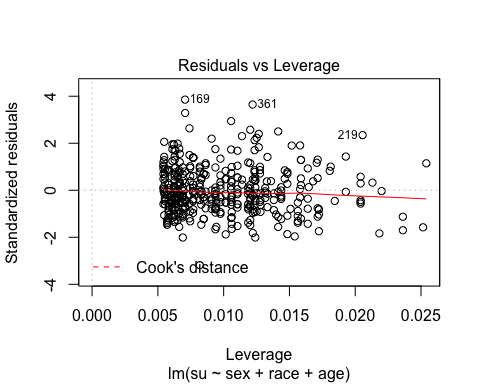 Residuals vs Leverage
Standardized residuals
4
2
0
-2
-4
169
361
219
Cook's distance
0.000 0.005 0.010 0.015 0.020 0.025
Leverage
lm(su ~ sex + race + age)